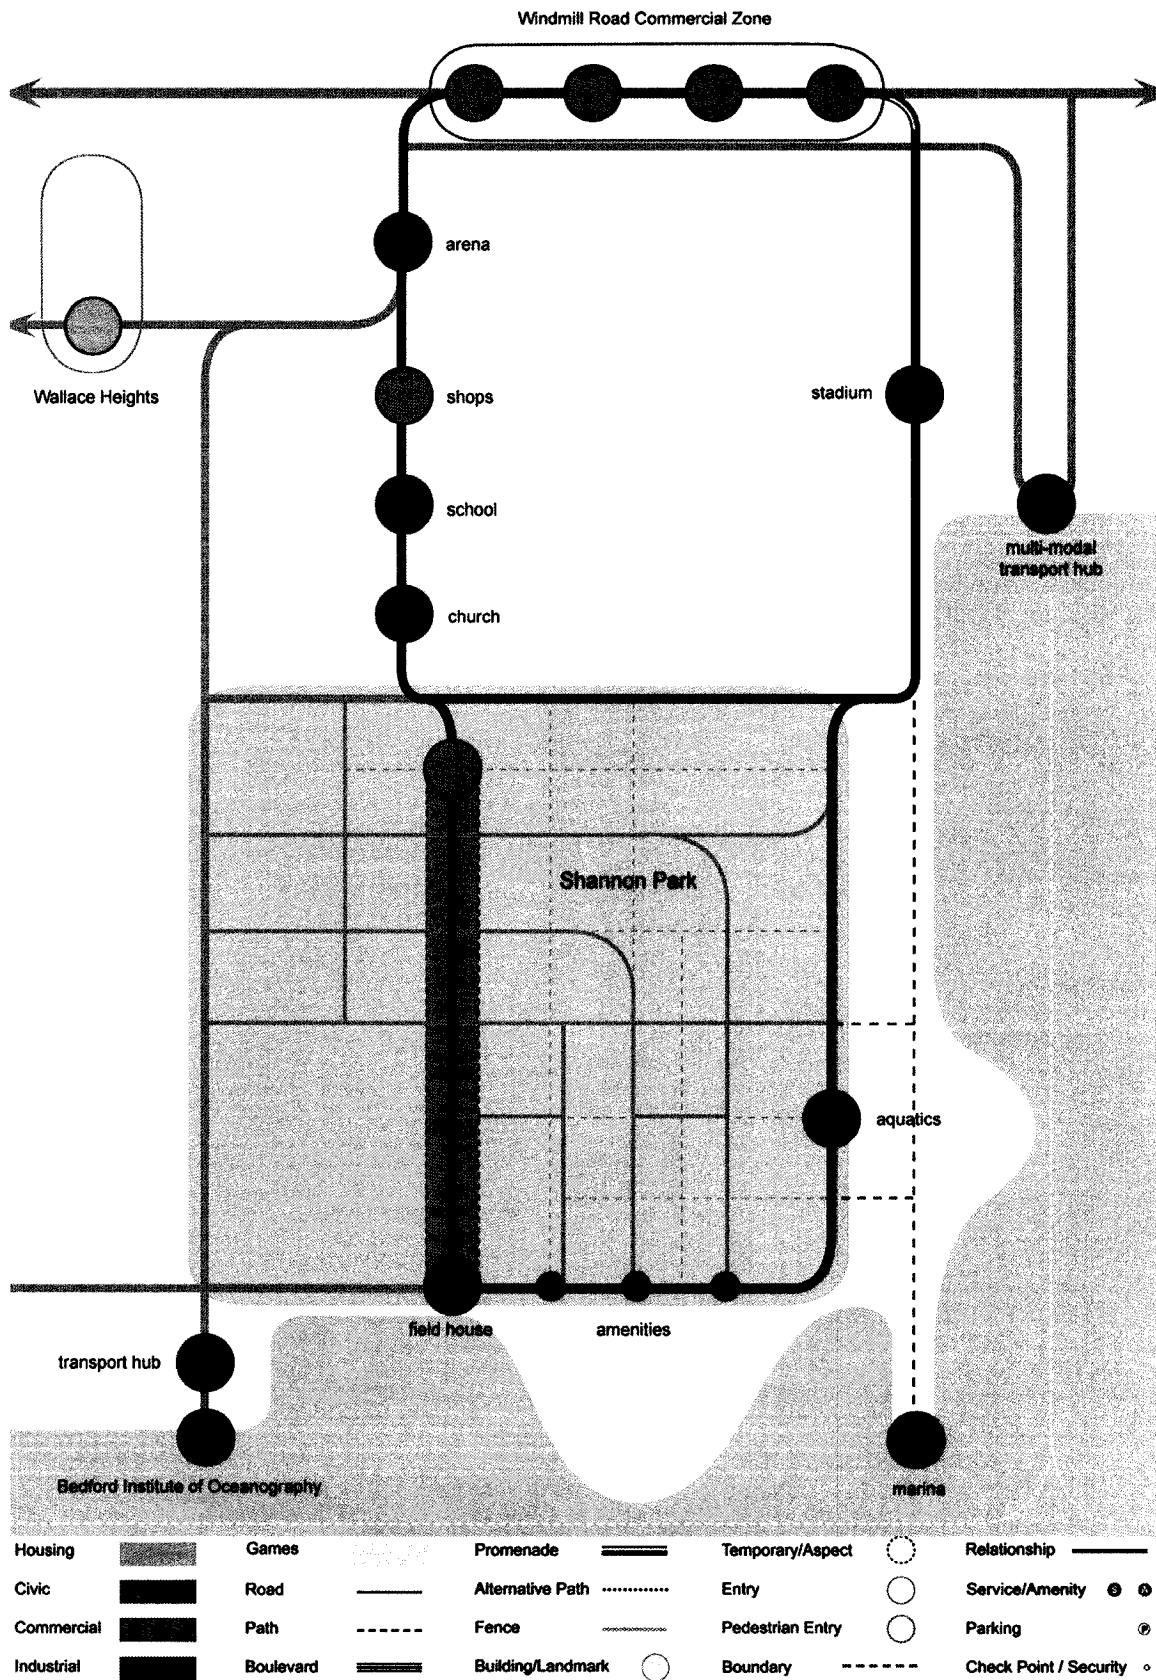 Windmill Road Commercial Zone
arena
Wallace Heights
shops
stadium
school
multi-modal
transport hub
church
Shannon Park
aquatics
field house
amenities
transport hub
Bedford Institute of Oceanography
marina
Housing
Games
Promenade
Temporary/Aspect
Relationship
Civic
Road
Alternative Path
Entry
Service/Amenity S A
Commercial
Path
Fence
Pedestrian Entry
Parking P
Industrial
Boulevard
Building/Landmark
Boundary
Check Point / Security